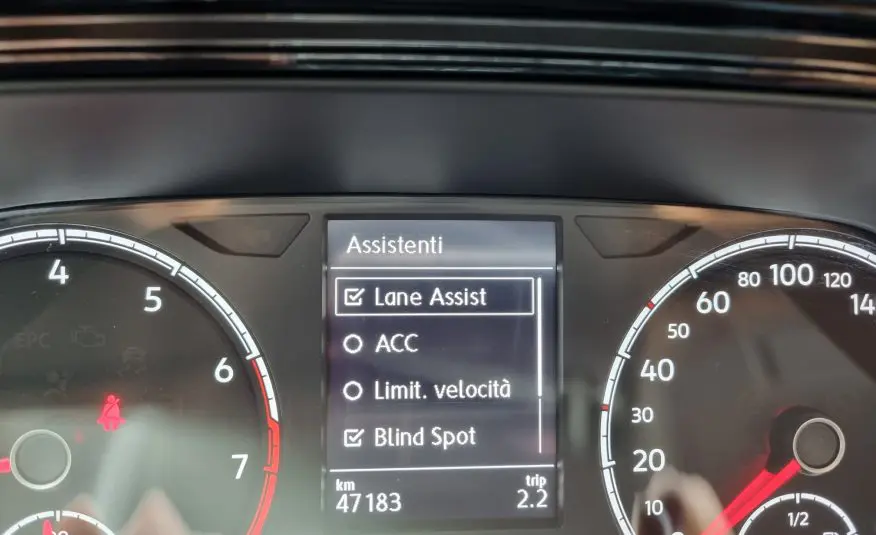 Assistenti
Lane Assist
ACC
Limit. velocità
Blind Spot
km
47183
trip
2.2
4
5
6
7
EPC
10
20
30
40
50
60
80
100
120
14
1/2